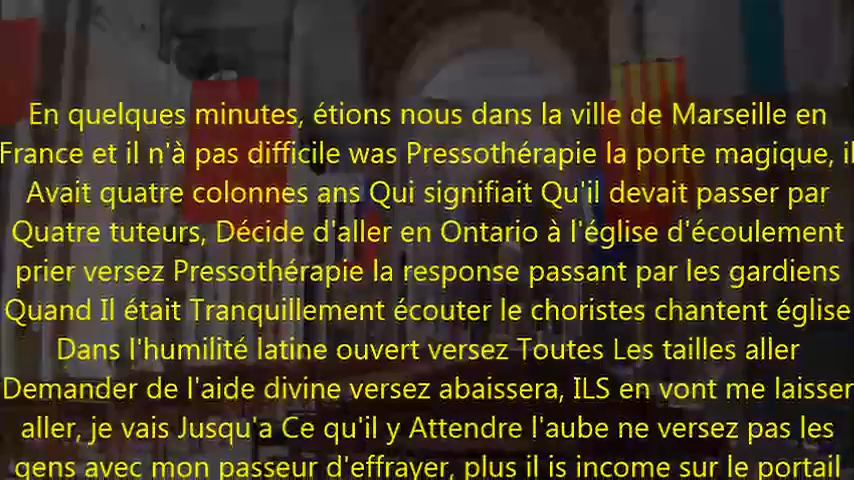 En quelques minutes, étions nous dans la ville de Marseille en
France et il n'à pas difficile was Pressothérapie la porte magique, il
Avait quatre colonnes ans Qui signifiait Qu'il devait passer par
Quatre tuteurs, Décide d'aller en Ontario à l'église d'écoulement
prier versez Pressothérapie la response passant par les gardiens
Quand Il était Tranquillement écouter le choristes chantent église
Dans l'humilité latine ouvert versez Toutes Les tailles aller
Demander de l'aide divine versez abaissera, ILS en vont me laisser
aller, je vais Jusqu'a Ce qu'il y Attendre l'aube ne versez pas les
gens avec mon passeur d'effrayer, plus il is income sur le portail